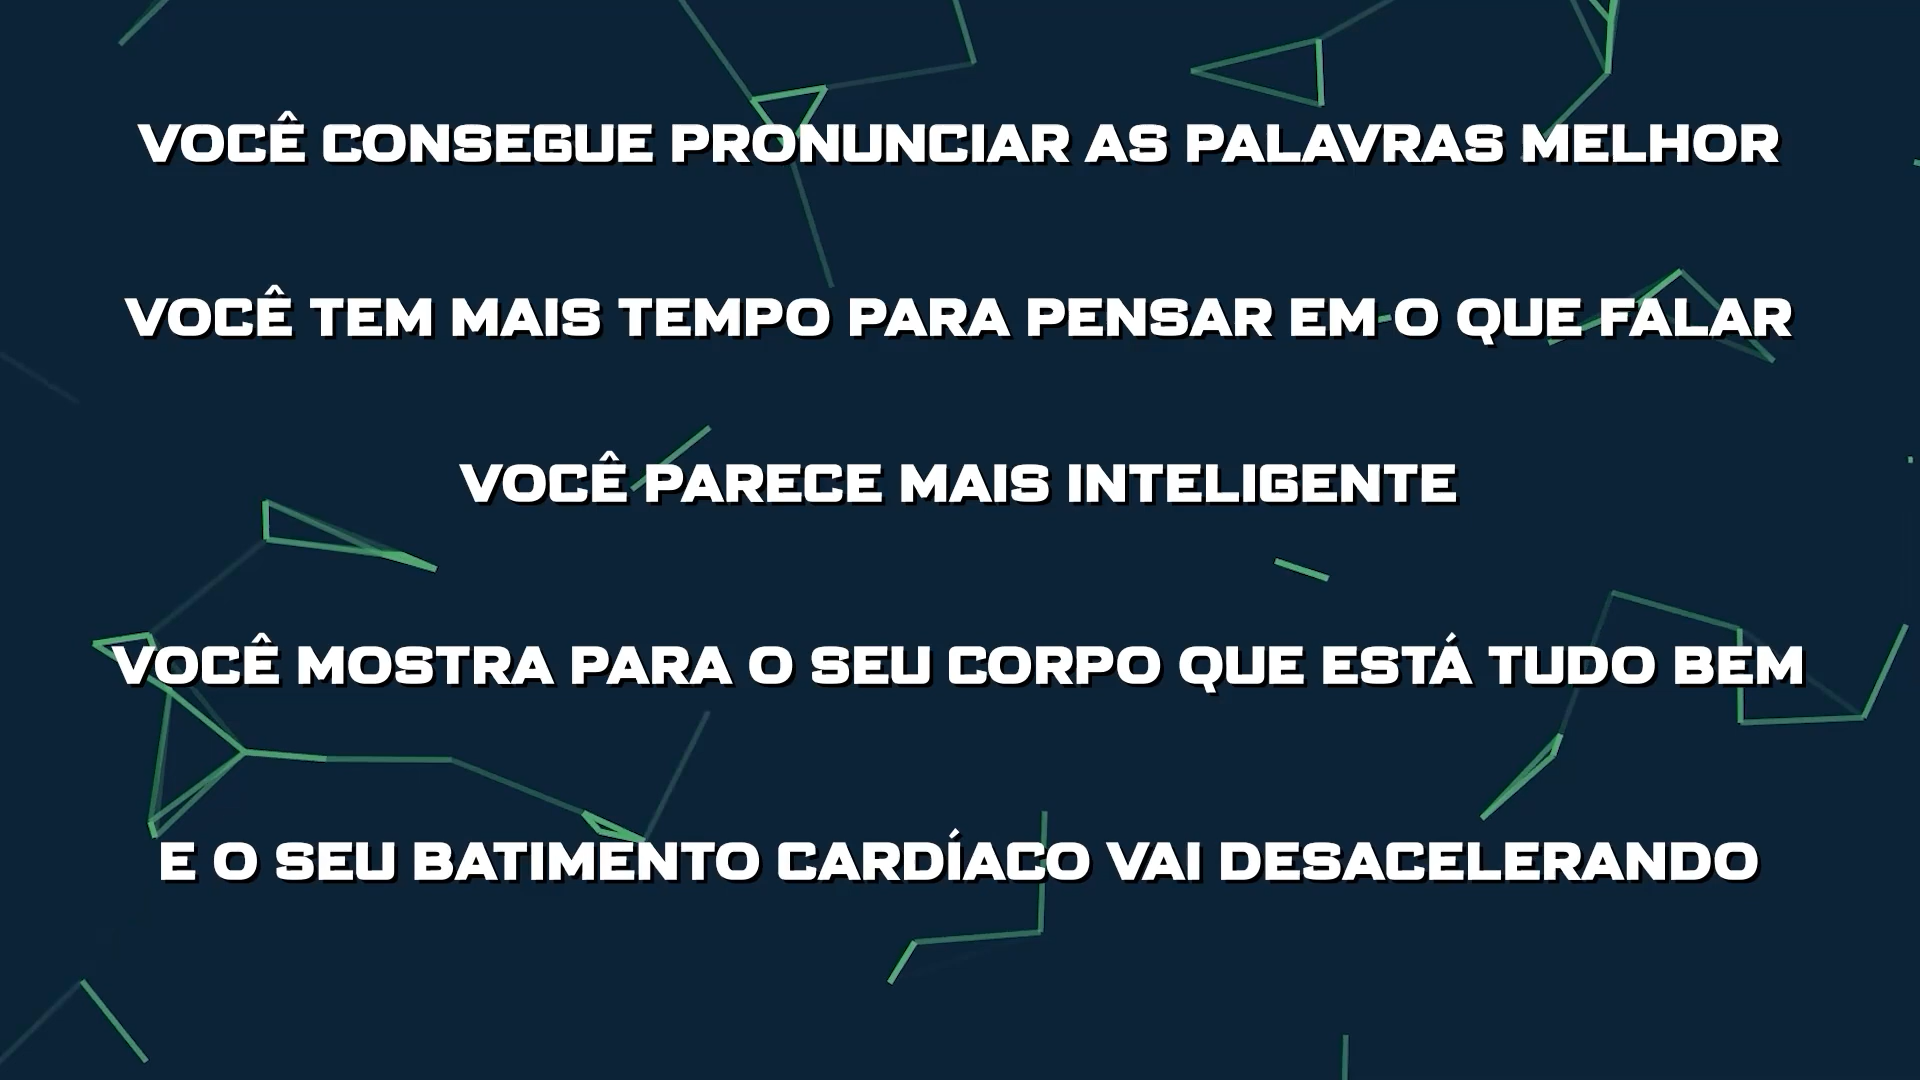 VOCÊ CONSEGUE PRONUNCIAR AS PALAVRAS MELHOR
VOCÊ TEM MAIS TEMPO PARA PENSAR EM O QUE FALAR
VOCÊ PARECE MAIS INTELIGENTE
VOCÊ MOSTRA PARA O SEU CORPO QUE ESTÁ TUDO BEM
E O SEU BATIMENTO CARDÍACO VAI DESACELERANDO